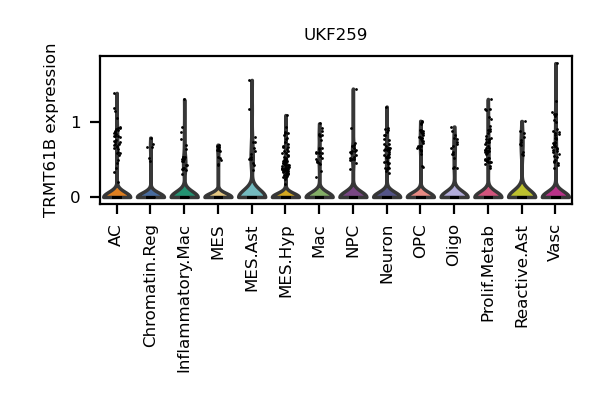 UKF259
TRMT61B expression
1
0
AC
Chromatin.Reg
Inflammatory.Mac
MES
MES.Ast
MES.Hyp
Mac
NPC
Neuron
OPC
Oligo
Prolif.Metab
Reactive.Ast
Vasc